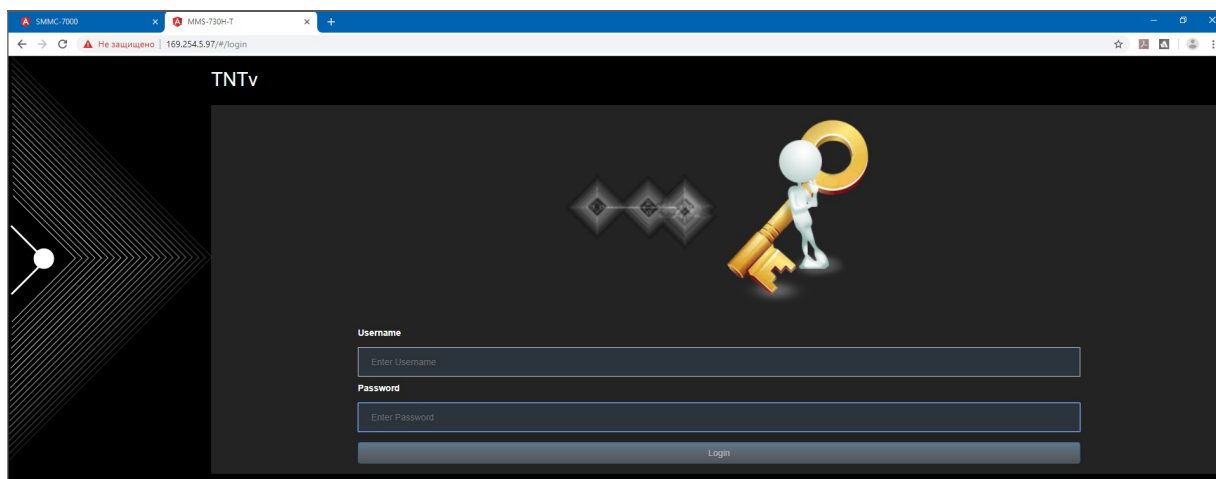 SMMC-7000
MMS-730H-T
Не защищено
169.254.5.97/#/login
TNTv
Username
Enter Username
Password
Enter Password
Login